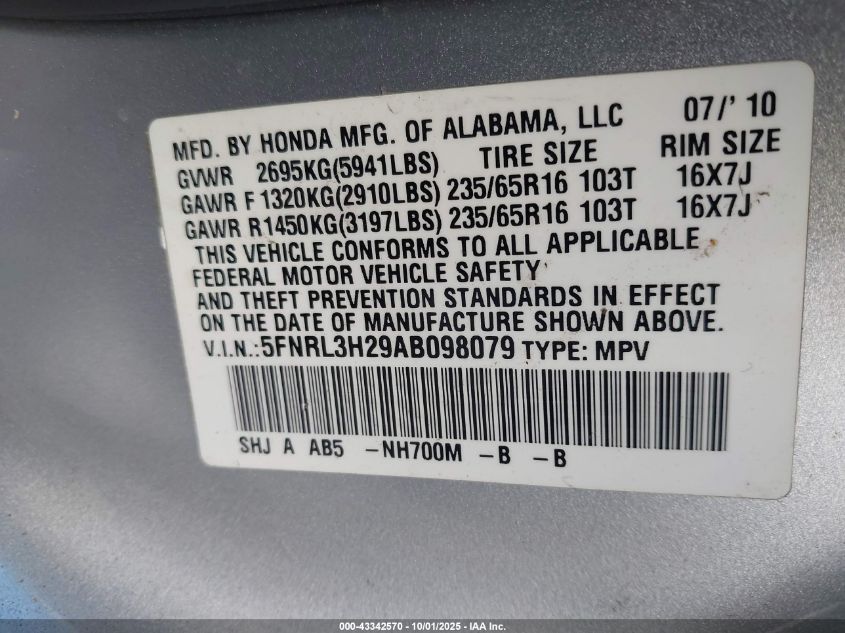 MFD. BY HONDA MFG. OF ALABAMA, LLC 07/' 10
GVWR 2695KG(5941LBS) TIRE SIZE RIM SIZE
GAWR F 1320KG(2910LBS) 235/65R16 103T 16X7J
GAWR R1450KG(3197LBS) 235/65R16 103T 16X7J
THIS VEHICLE CONFORMS TO ALL APPLICABLE
FEDERAL MOTOR VEHICLE SAFETY
AND THEFT PREVENTION STANDARDS IN EFFECT
ON THE DATE OF MANUFACTURE SHOWN ABOVE.
V.I.N.:5FNRL3H29AB098079 TYPE: MPV
SHJ A AB5 -NH700M -B -B
000-43342570 - 10/01/2025 - IAA Inc.